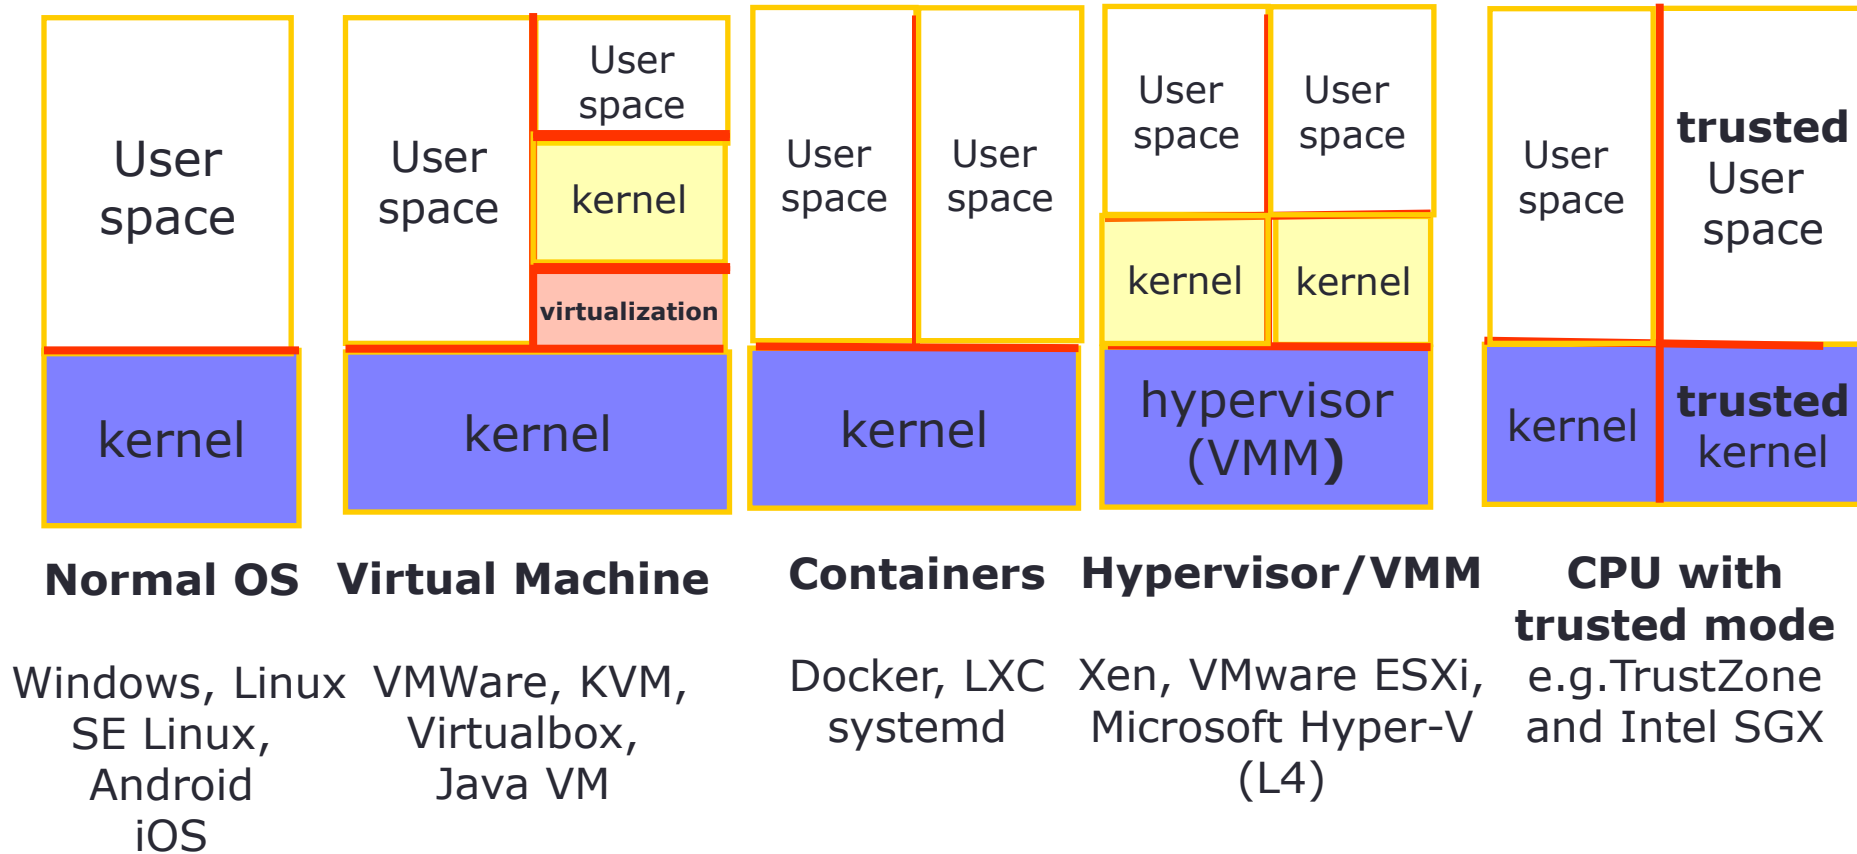 User
space
kernel
Normal OS
Windows, Linux
SE Linux,
Android
iOS
User
space
User
space
kernel
virtualization
kernel
Virtual Machine
VMWare, KVM,
Virtualbox,
Java VM
User
space
User
space
kernel
Containers
Docker, LXC
systemd
User
space
User
space
kernel
kernel
hypervisor
(VMM)
Hypervisor/VMM
Xen, VMware ESXi,
Microsoft Hyper-V
(L4)
User
space
trusted
User
space
kernel
trusted
kernel
CPU with
trusted mode
e.g.TrustZone
and Intel SGX